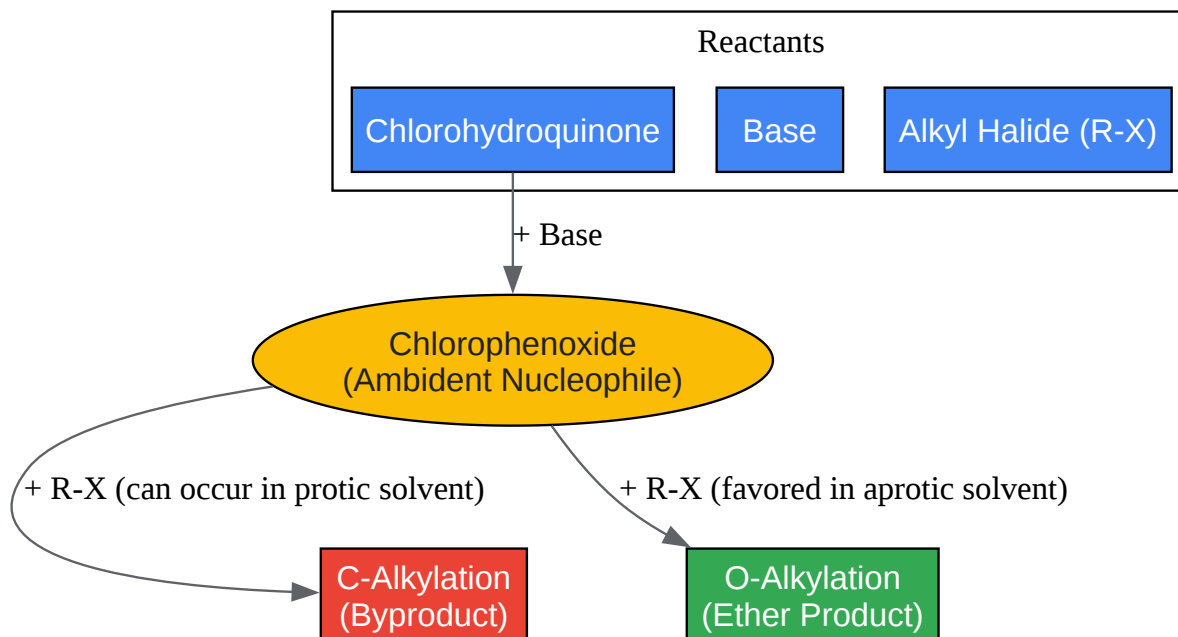 Reactants
Chlorohydroquinone
Base
Alkyl Halide (R-X)
+ Base
Chlorophenoxide
(Ambident Nucleophile)
+ R-X (can occur in protic solvent)
+ R-X (favored in aprotic solvent)
C-Alkylation
(Byproduct)
O-Alkylation
(Ether Product)